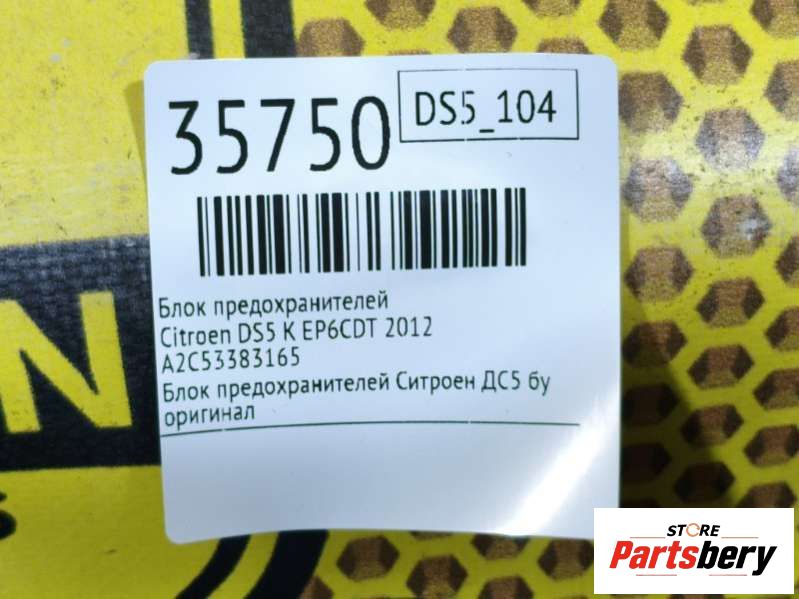 35750
DS5_104
Блок предохранителей
Citroen DS5 K EP6CDT 2012
A2C53383165
Блок предохранителей Ситроен ДС5 бу
оригинал
N
S
STORE
Partsbery